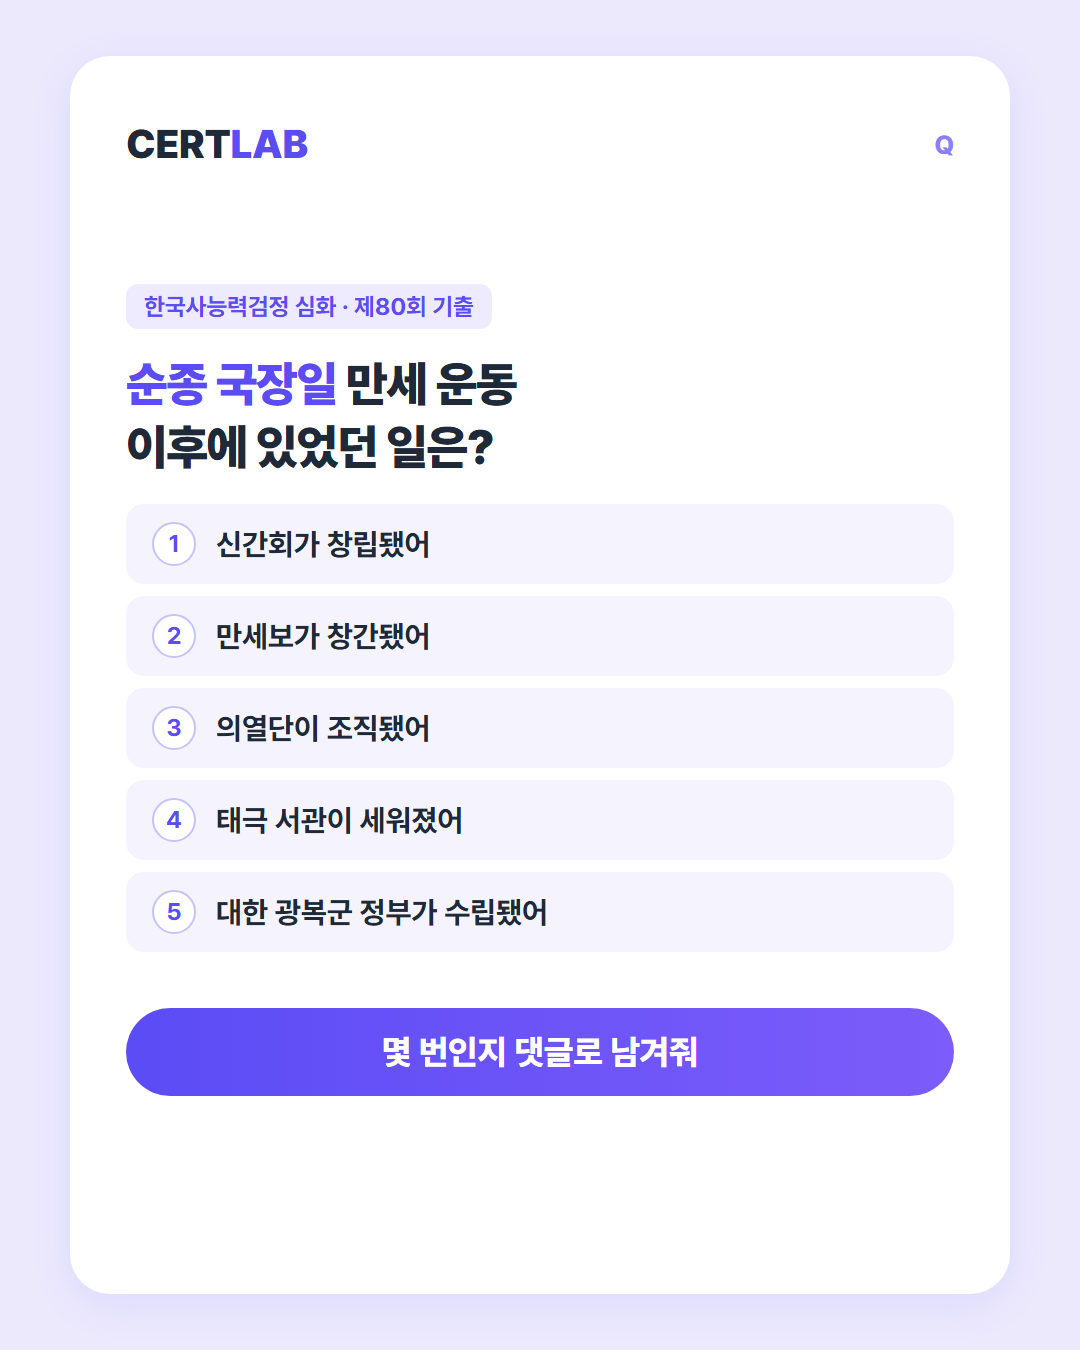 CERTLAB
Q
한국사능력검정 심화 · 제80회 기출
순종 국장일 만세 운동
이후에 있었던 일은?
1 신간회가 창립됐어
2 만세보가 창간됐어
3 의열단이 조직됐어
4 태극 서관이 세워졌어
5 대한 광복군 정부가 수립됐어
몇 번인지 댓글로 남겨줘